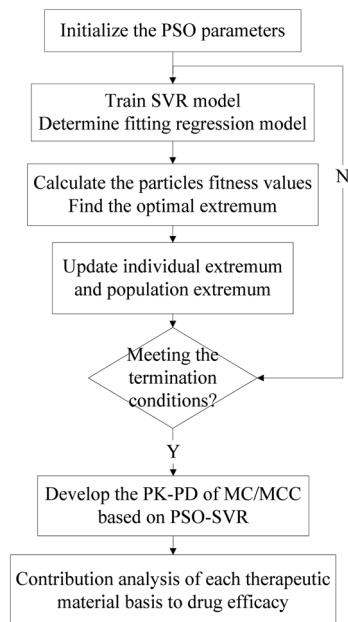 Initialize the PSO parameters
Train SVR model
Determine fitting regression model
Calculate the particles fitness values
Find the optimal extremum
N
Update individual extremum
and population extremum
Meeting the
termination
conditions?
Y
Develop the PK-PD of MC/MCC
based on PSO-SVR
Contribution analysis of each therapeutic
material basis to drug efficacy